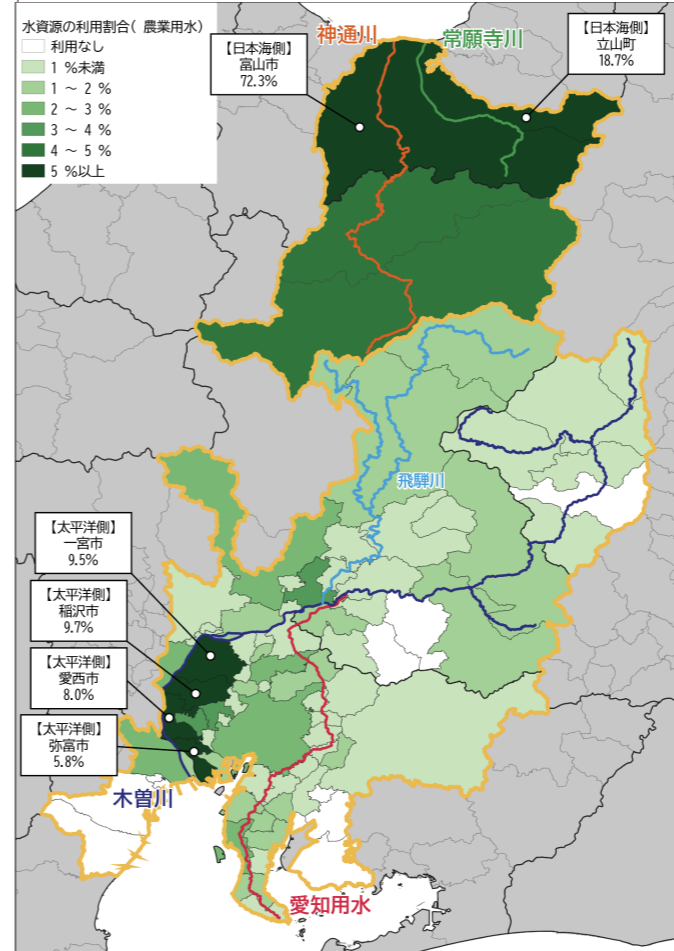 水資源の利用割合( 農業用水)
利用なし
1 %未満
1 ～ 2 %
2 ～ 3 %
3 ～ 4 %
4 ～ 5 %
5 %以上
【日本海側】
富山市
72.3%
神通川
常願寺川
【日本海側】
立山町
18.7%
飛騨川
【太平洋側】
一宮市
9.5%
【太平洋側】
稲沢市
9.7%
【太平洋側】
愛西市
8.0%
【太平洋側】
弥富市
5.8%
木曽川
愛知用水